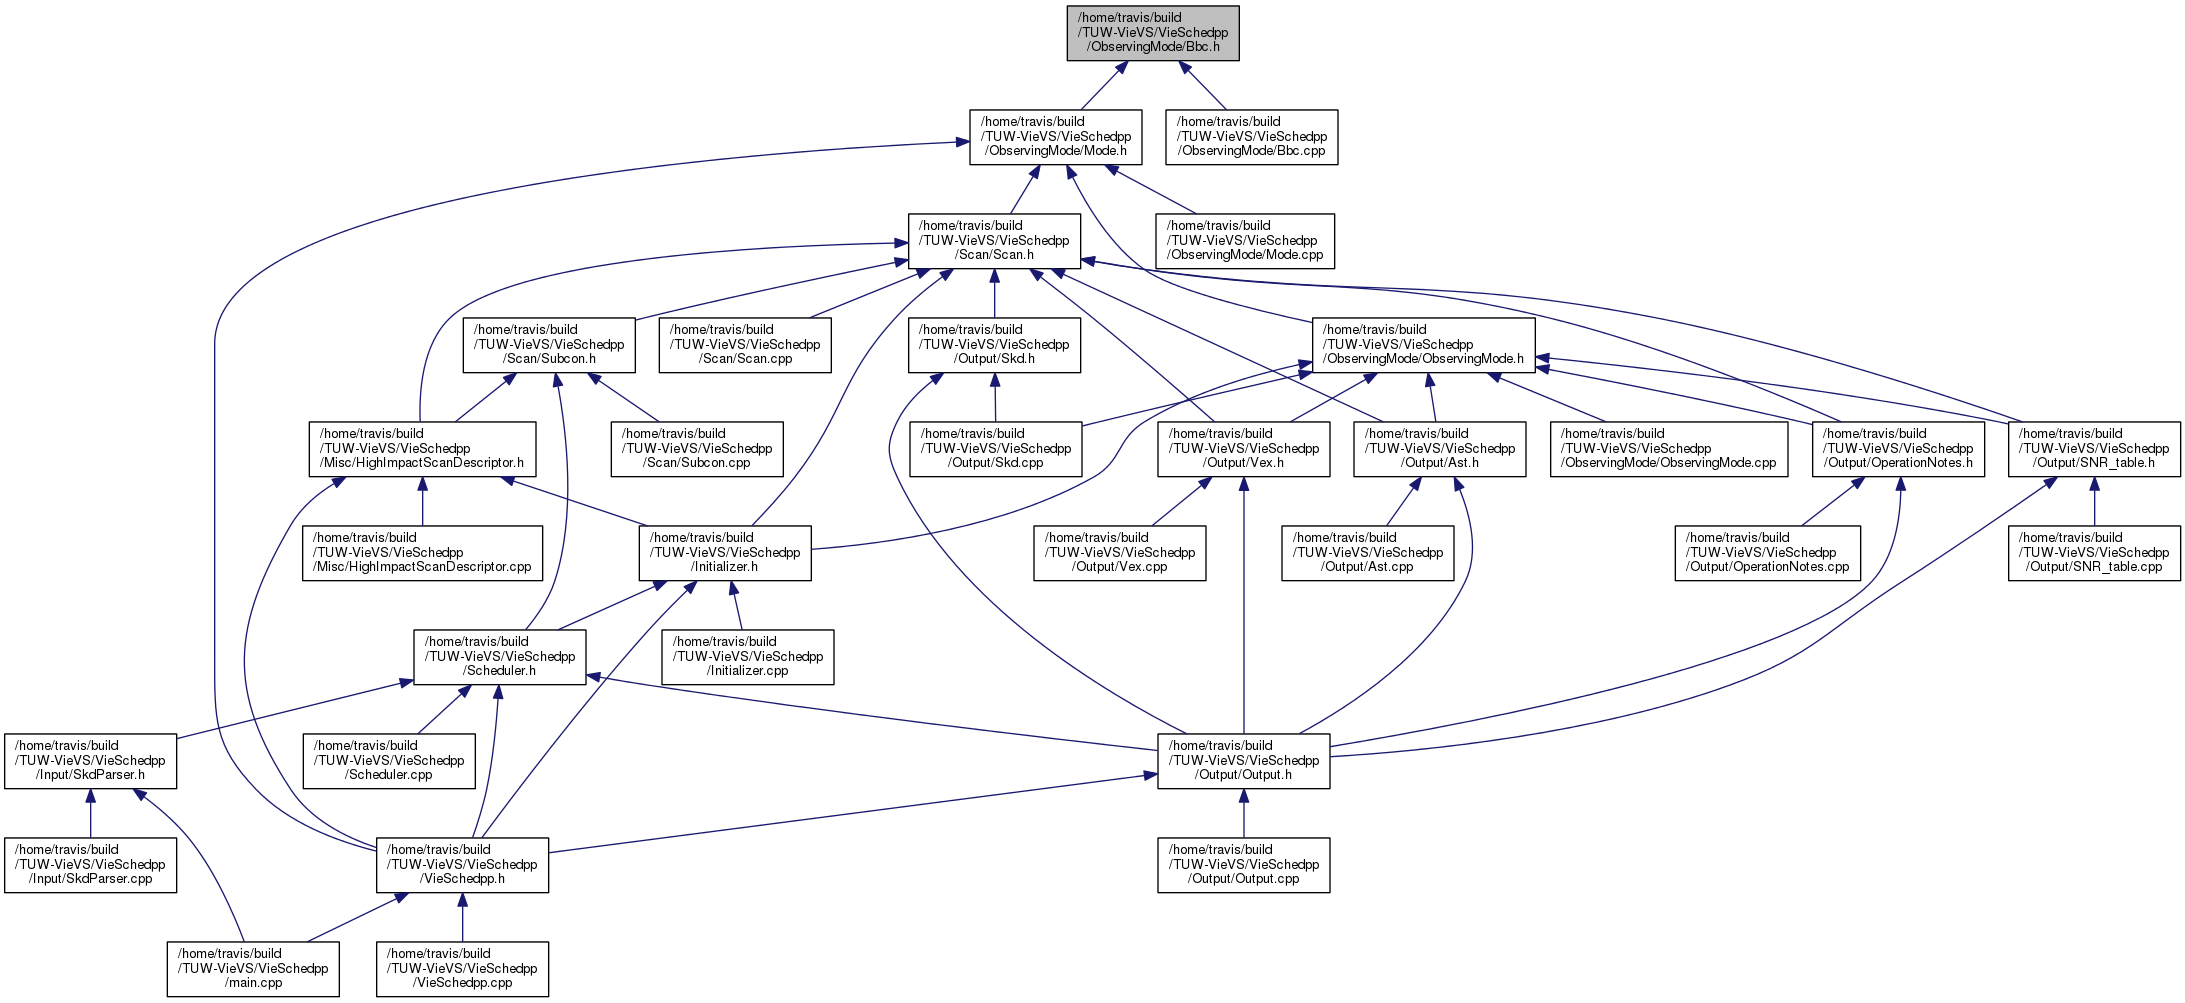 /home/travis/build
/TUW-VieVS/VieSchedpp
/ObservingMode/Bbc.h
/home/travis/build
/TUW-VieVS/VieSchedpp
/ObservingMode/Mode.h
/home/travis/build
/TUW-VieVS/VieSchedpp
/ObservingMode/Bbc.cpp
/home/travis/build
/TUW-VieVS/VieSchedpp
/Scan/Scan.h
/home/travis/build
/TUW-VieVS/VieSchedpp
/ObservingMode/Mode.cpp
/home/travis/build
/TUW-VieVS/VieSchedpp
/Scan/Subcon.h
/home/travis/build
/TUW-VieVS/VieSchedpp
/Scan/Scan.cpp
/home/travis/build
/TUW-VieVS/VieSchedpp
/Output/Skd.h
/home/travis/build
/TUW-VieVS/VieSchedpp
/ObservingMode/ObservingMode.h
/home/travis/build
/TUW-VieVS/VieSchedpp
/Misc/HighImpactScanDescriptor.h
/home/travis/build
/TUW-VieVS/VieSchedpp
/Scan/Subcon.cpp
/home/travis/build
/TUW-VieVS/VieSchedpp
/Output/Skd.cpp
/home/travis/build
/TUW-VieVS/VieSchedpp
/Output/Vex.h
/home/travis/build
/TUW-VieVS/VieSchedpp
/Output/Ast.h
/home/travis/build
/TUW-VieVS/VieSchedpp
/ObservingMode/ObservingMode.cpp
/home/travis/build
/TUW-VieVS/VieSchedpp
/Output/OperationNotes.h
/home/travis/build
/TUW-VieVS/VieSchedpp
/Output/SNR_table.h
/home/travis/build
/TUW-VieVS/VieSchedpp
/Misc/HighImpactScanDescriptor.cpp
/home/travis/build
/TUW-VieVS/VieSchedpp
/Initializer.h
/home/travis/build
/TUW-VieVS/VieSchedpp
/Output/Vex.cpp
/home/travis/build
/TUW-VieVS/VieSchedpp
/Output/Ast.cpp
/home/travis/build
/TUW-VieVS/VieSchedpp
/Output/OperationNotes.cpp
/home/travis/build
/TUW-VieVS/VieSchedpp
/Output/SNR_table.cpp
/home/travis/build
/TUW-VieVS/VieSchedpp
/Scheduler.h
/home/travis/build
/TUW-VieVS/VieSchedpp
/Initializer.cpp
/home/travis/build
/TUW-VieVS/VieSchedpp
/Input/SkdParser.h
/home/travis/build
/TUW-VieVS/VieSchedpp
/Scheduler.cpp
/home/travis/build
/TUW-VieVS/VieSchedpp
/Output/Output.h
/home/travis/build
/TUW-VieVS/VieSchedpp
/Input/SkdParser.cpp
/home/travis/build
/TUW-VieVS/VieSchedpp
/VieSchedpp.h
/home/travis/build
/TUW-VieVS/VieSchedpp
/Output/Output.cpp
/home/travis/build
/TUW-VieVS/VieSchedpp
/main.cpp
/home/travis/build
/TUW-VieVS/VieSchedpp
/VieSchedpp.cpp